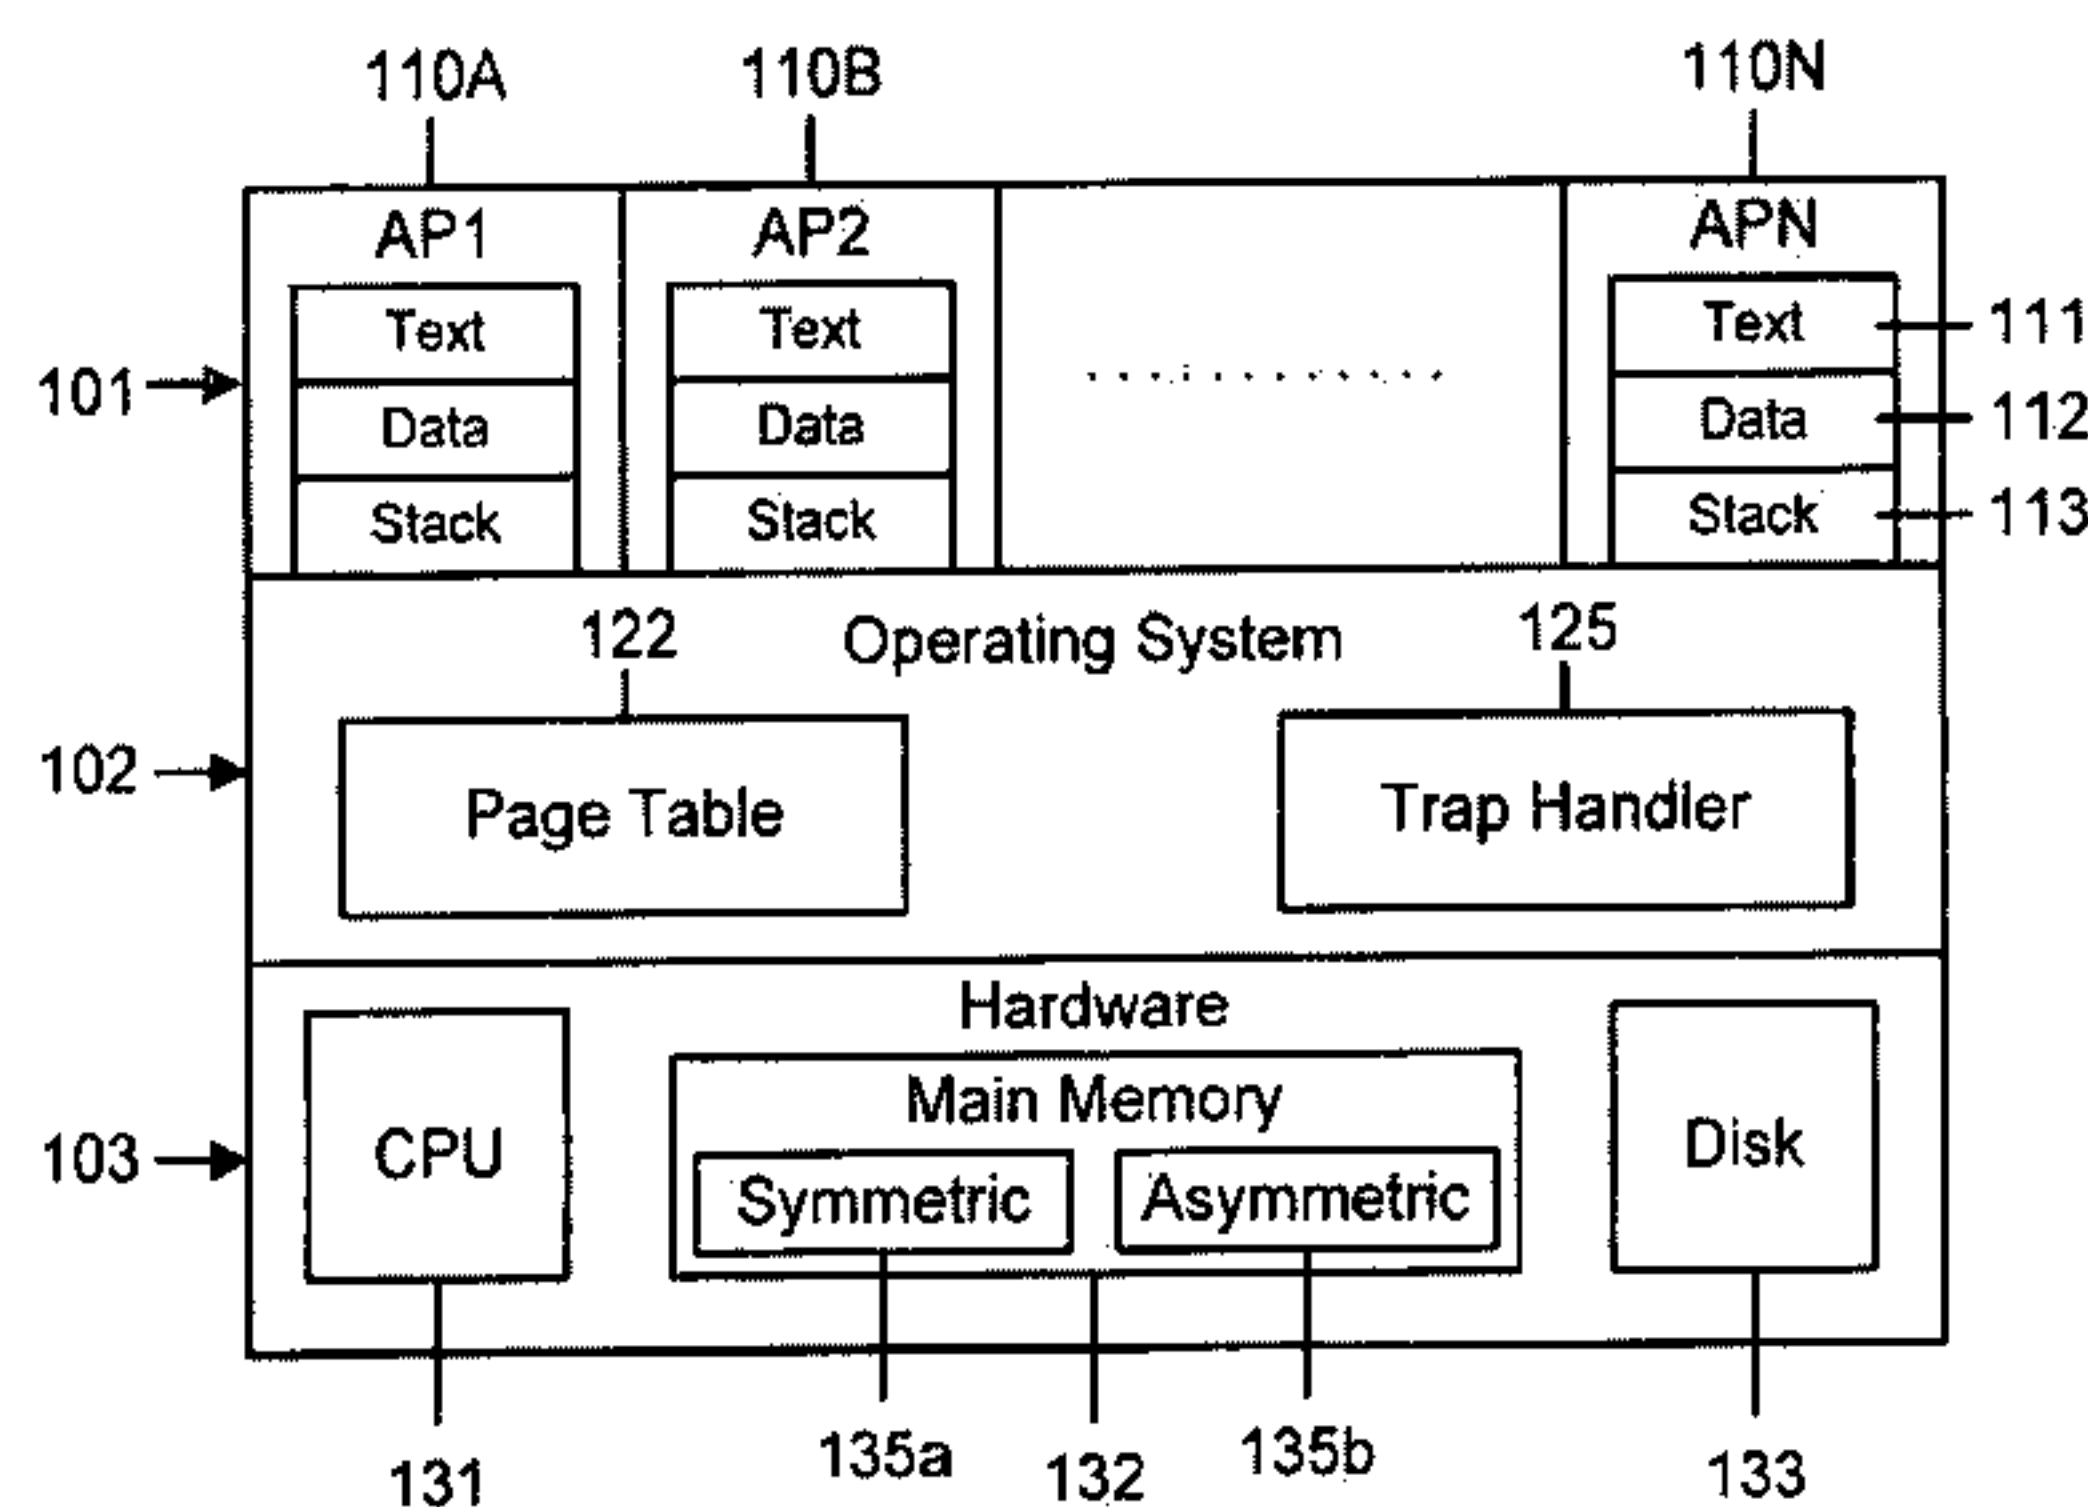 110A 110B 110N
AP1 AP2 APN
Text Text Text 111
101 ............
Data Data Data 112
Stack Stack Stack 113
122 Operating System 125
102 Page Table Trap Handler
Hardware
Main Memory
103 CPU Disk
Symmetric Asymmetric
131 135a 132 135b 133